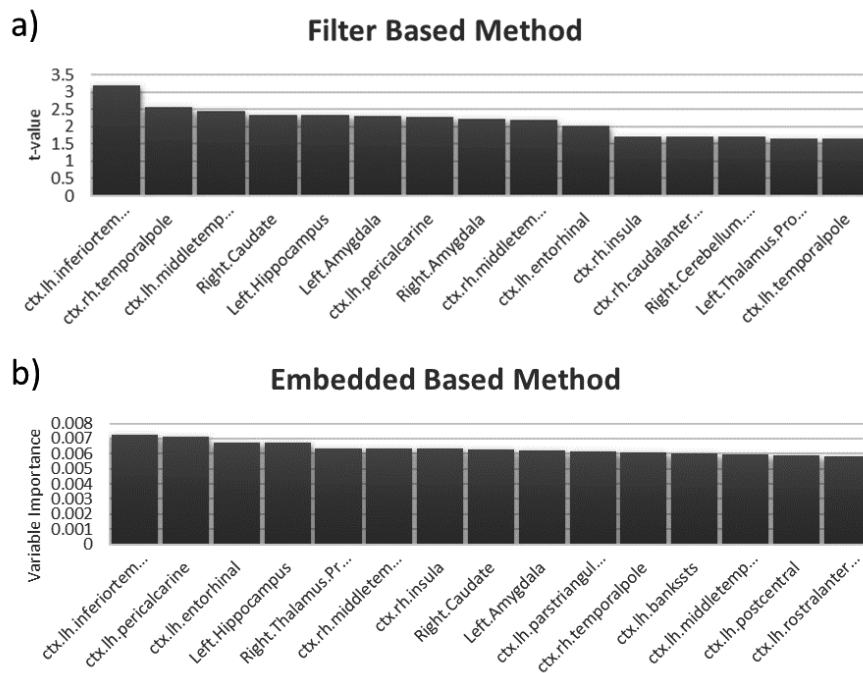 a)
Filter Based Method
3.5
3
2.5
2
1.5
1
0.5
0
t-value
ctx.lh.inferiortem...
ctx.rh.temporalpole
ctx.lh.middletemp...
Right.Caudate
Left.Hippocampus
Left.Amygdala
ctx.lh.pericalcarine
Right.Amygdala
ctx.rh.middletem...
ctx.lh.entorhinal
ctx.rh.insula
ctx.rh.caudalanter...
Right.Cerebellum....
Left.Thalamus.Pro...
ctx.lh.temporalpole
b)
Embedded Based Method
0.008
0.007
0.006
0.005
0.004
0.003
0.002
0.001
0
Variable Importance
ctx.lh.inferiortem...
ctx.lh.pericalcarine
ctx.lh.entorhinal
Left.Hippocampus
Right.Thalamus.Pr...
ctx.rh.middletem...
ctx.rh.insula
Right.Caudate
Left.Amygdala
ctx.lh.parstriangul...
ctx.rh.temporalpole
ctx.lh.bankssts
ctx.lh.middletemp...
ctx.lh.postcentral
ctx.lh.rostralanter...